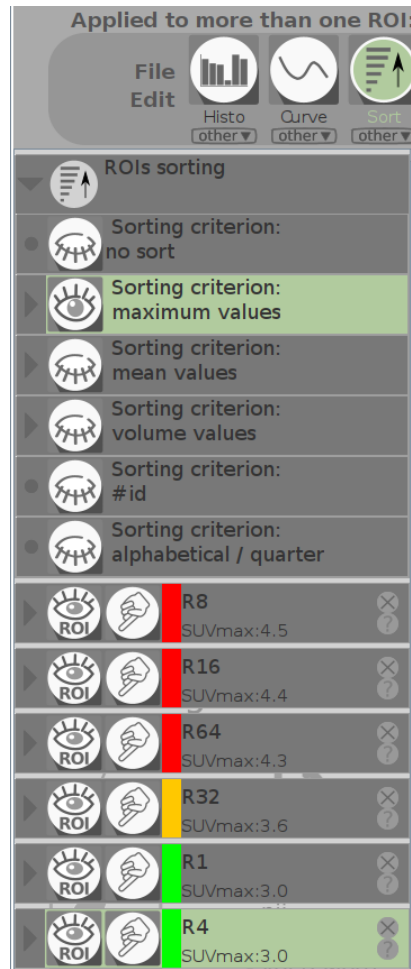 Applied to more than one ROI:
File
Edit
Histo
Curve
Sort
other▼
other▼
other▼
ROIs sorting
Sorting criterion:
no sort
Sorting criterion:
maximum values
Sorting criterion:
mean values
Sorting criterion:
volume values
Sorting criterion:
#id
Sorting criterion:
alphabetical / quarter
ROI
R8
SUVmax:4.5
?
ROI
R16
SUVmax:4.4
?
ROI
R64
SUVmax:4.3
?
ROI
R32
SUVmax:3.6
?
ROI
R1
SUVmax:3.0
?
ROI
R4
SUVmax:3.0
?